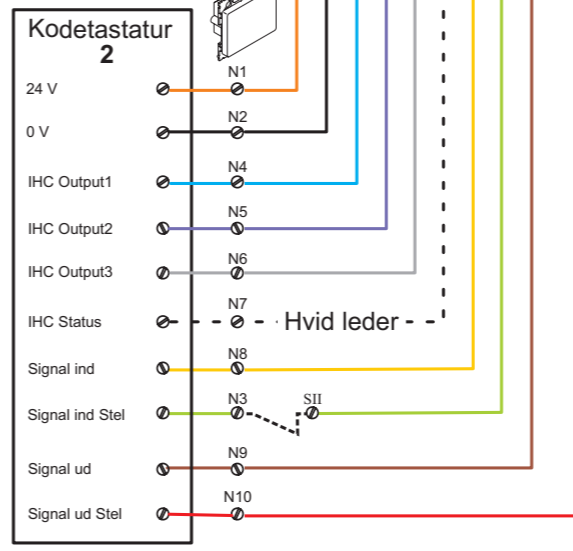 Kodetastatur
2
24 V N1
0 V N2
IHC Output1 N4
IHC Output2 N5
IHC Output3 N6
IHC Status N7 Hvid leder
Signal ind N8
Signal ind Stel N3 SII
Signal ud N9
Signal ud Stel N10